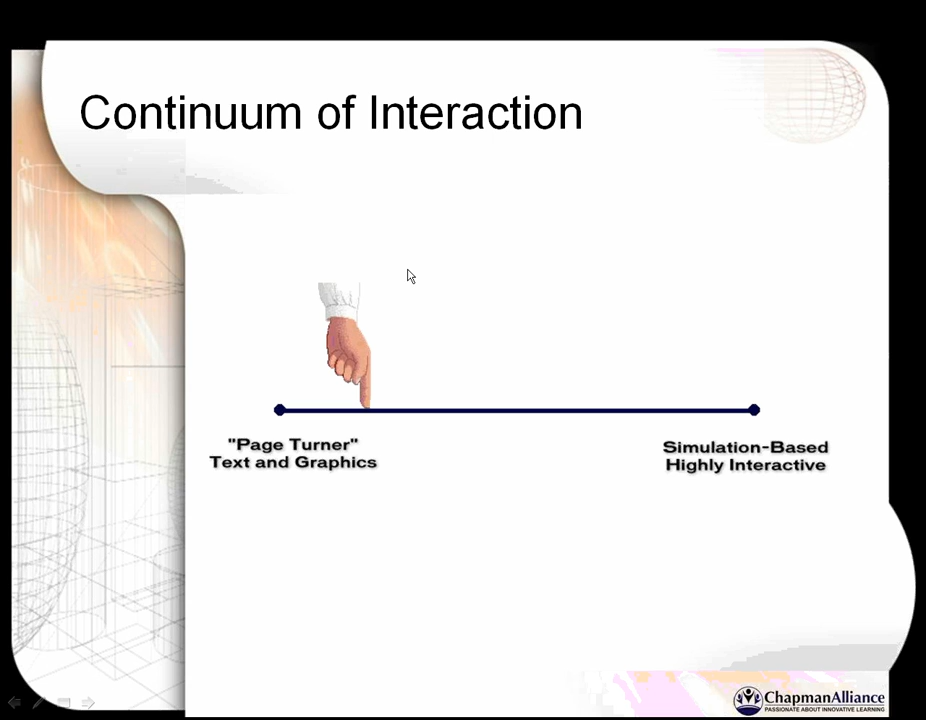 Continuum of Interaction
"Page Turner"
Text and Graphics
Simulation-Based
Highly Interactive
ChapmanAlliance
PASSIONATE ABOUT INNOVATIVE LEARNING